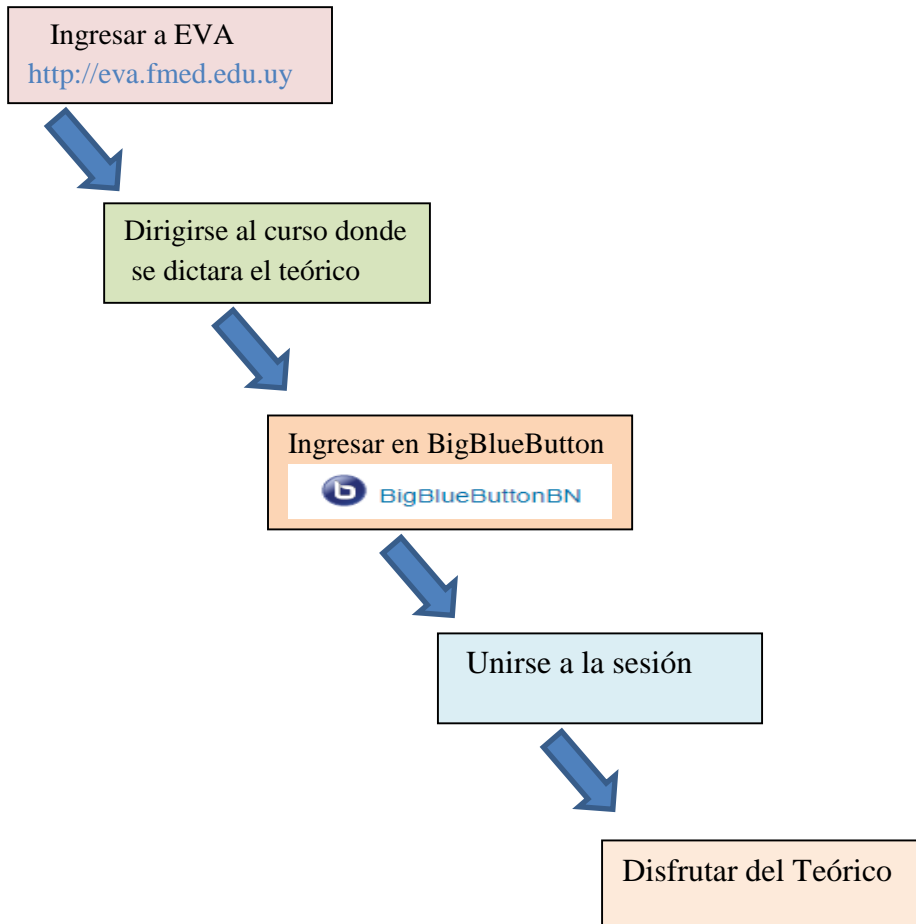 Ingresar a EVA
http://eva.fmed.edu.uy
Dirigirse al curso donde
se dictara el teórico
Ingresar en BigBlueButton
b BigBlueButtonBN
Unirse a la sesión
Disfrutar del Teórico